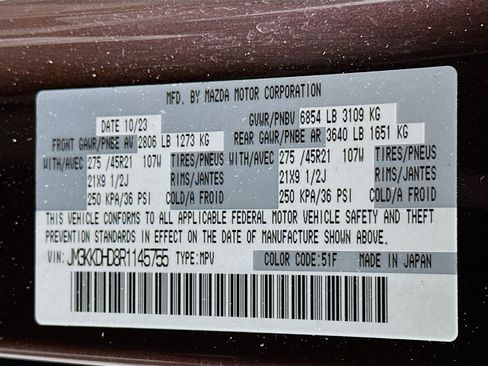 MFD. BY MAZDA MOTOR CORPORATION
DATE 10/23 GVWR/PNBV 6854 LB 3109 KG
FRONT GAWR/PNBE AV 2806 LB 1273 KG REAR GAWR/PNBE AR 3640 LB 1651 KG
WITH/AVEC 275 /45R21 107W TIRES/PNEUS WITH/AVEC 275 /45R21 107W TIRES/PNEUS
21X9 1/2J RIMS/JANTES 21X9 1/2J RIMS/JANTES
250 KPA/36 PSI COLD/A FROID 250 KPA/36 PSI COLD/A FROID
THIS VEHICLE CONFORMS TO ALL APPLICABLE FEDERAL MOTOR VEHICLE SAFETY AND THEFT
PREVENTION STANDARDS IN EFFECT ON THE DATE OF MANUFACTURE SHOWN ABOVE.
VIN: JM3KKDHD8R1145755 TYPE:MPV COLOR CODE:51F MADE IN JAPAN